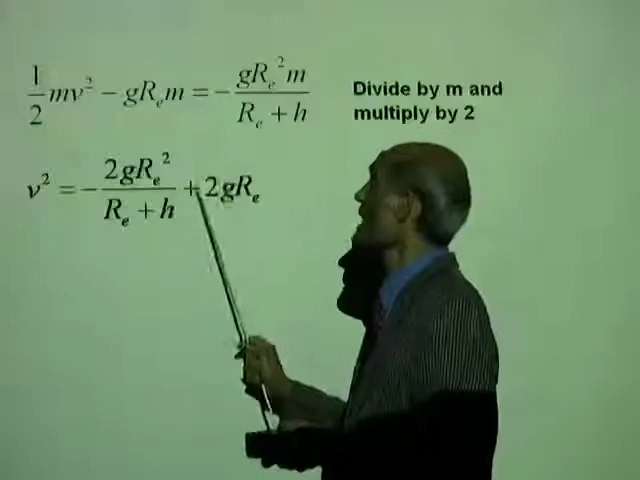 1/2 mv² − gRₑm = − gRₑ²m / Rₑ + h
Divide by m and
multiply by 2
v² = − 2gRₑ² / Rₑ + h + 2gRₑ